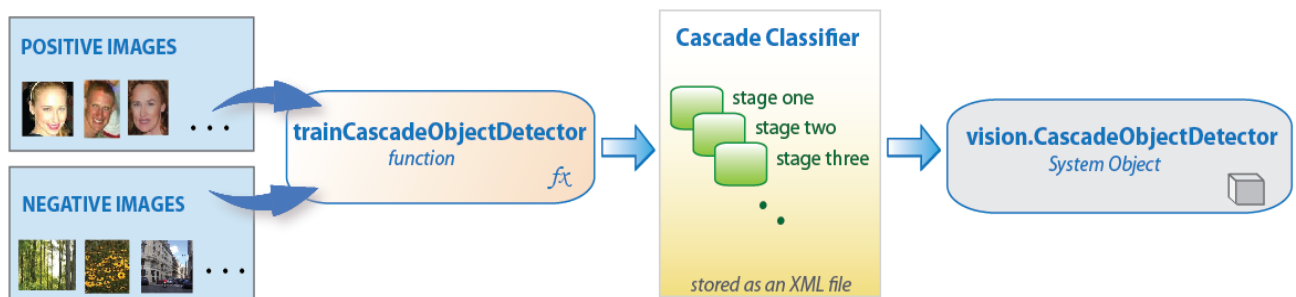 POSITIVE IMAGES
...
NEGATIVE IMAGES
...
trainCascadeObjectDetector
function
fx
Cascade Classifier
stage one
stage two
stage three
stored as an XML file
vision.CascadeObjectDetector
System Object